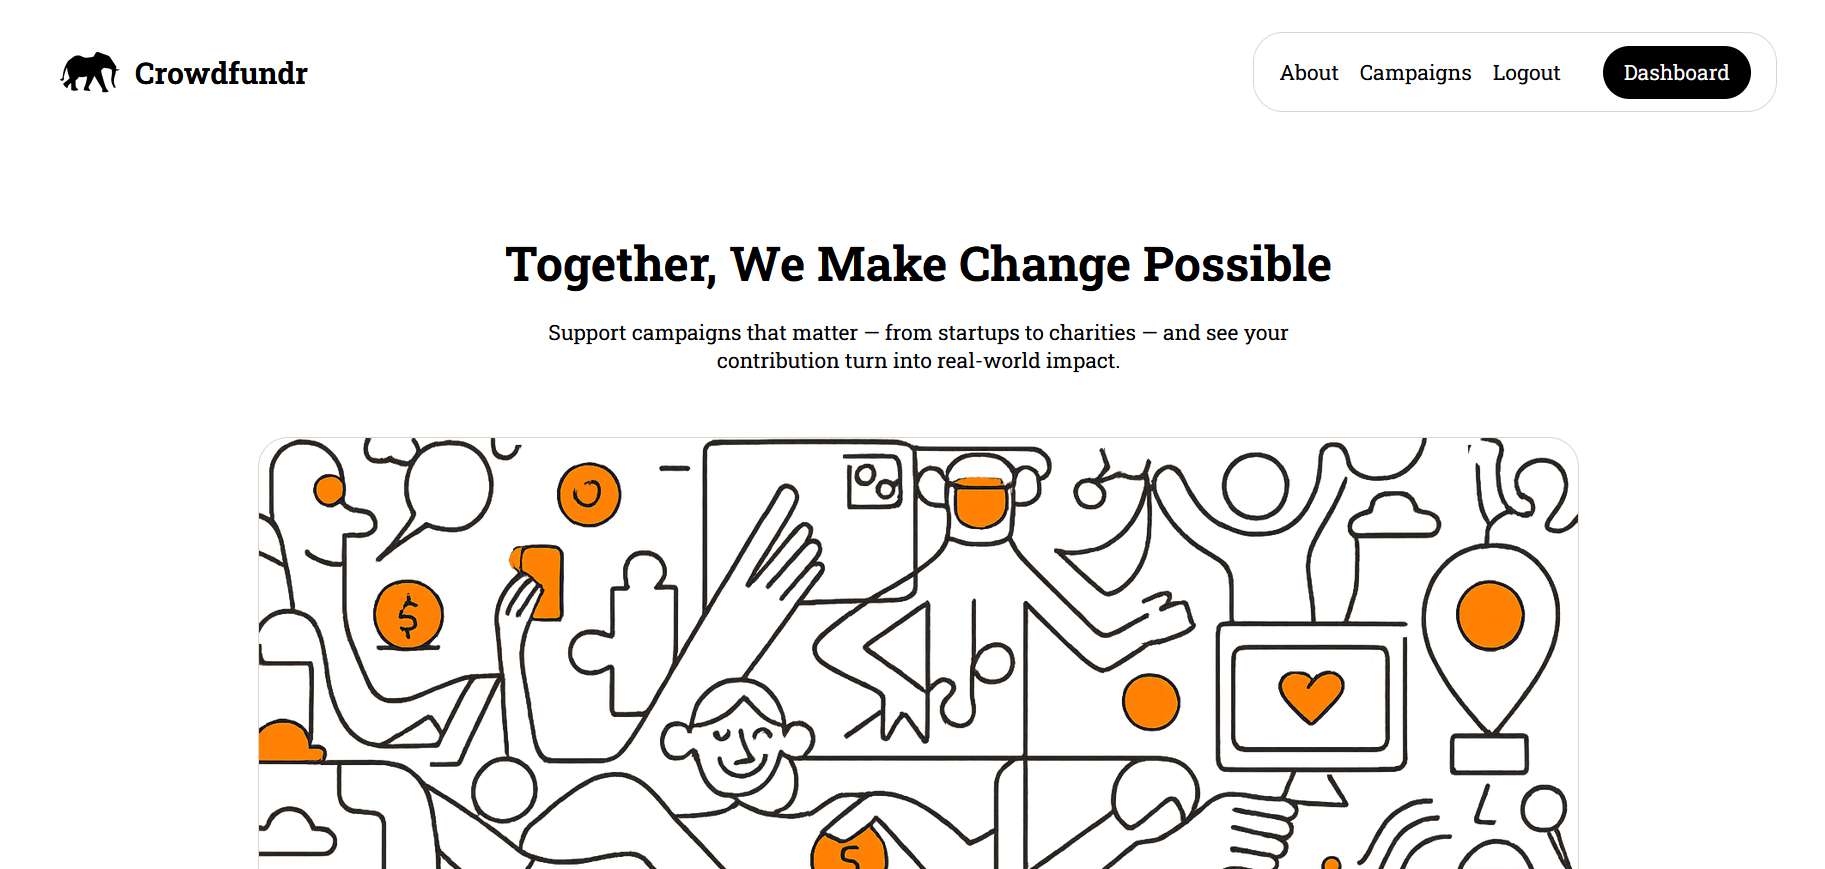 Crowdfundr
About Campaigns Logout Dashboard
Together, We Make Change Possible
Support campaigns that matter — from startups to charities — and see your
contribution turn into real-world impact.
$
$